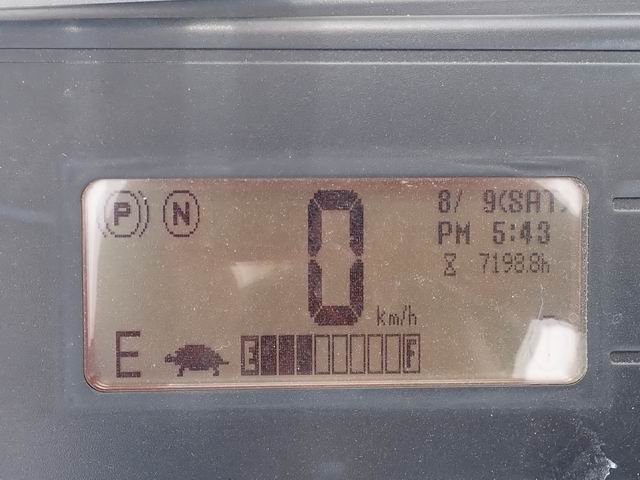 P N
0 km/h
8/ 9(SAT)
PM 5:43
7198.8h
E
E F